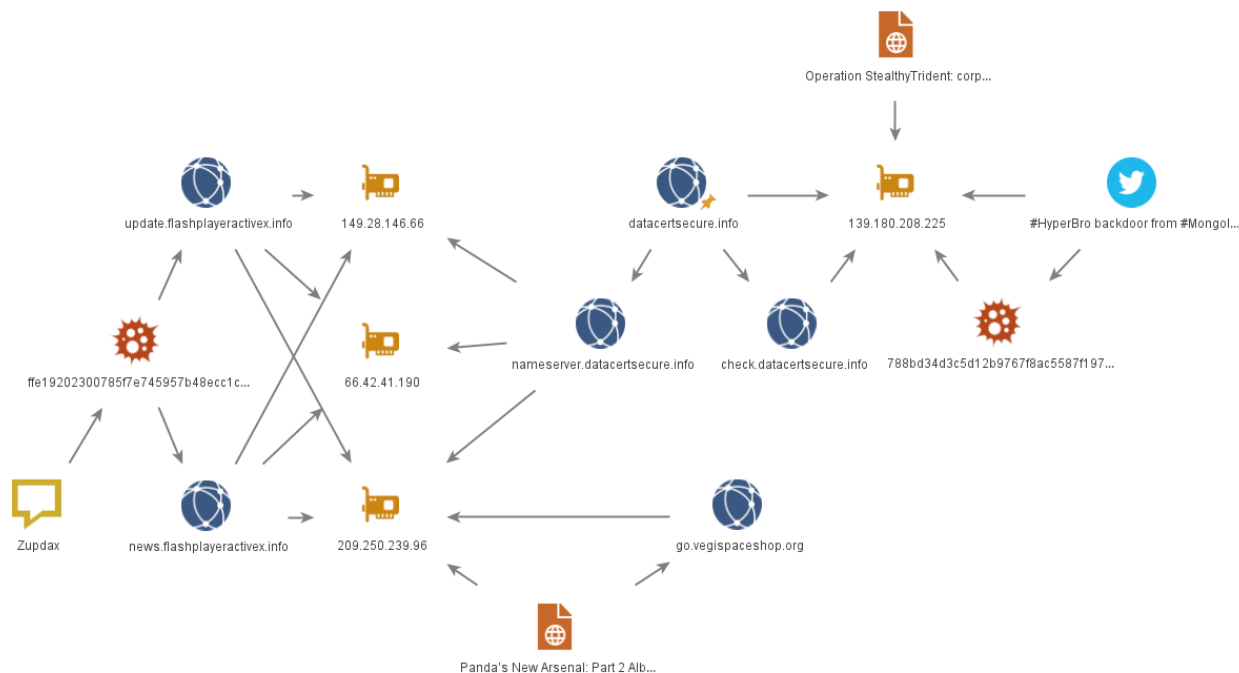 Operation StealthyTrident: corp...
update.flashplayeractivex.info
149.28.146.66
datacertsecure.info
139.180.208.225
#HyperBro backdoor from #Mongol...
ffe19202300785f7e745957b48ecc1c...
66.42.41.190
nameserver.datacertsecure.info
check.datacertsecure.info
788bd34d3c5d12b9767f8ac5587f197...
Zupdax
news.flashplayeractivex.info
209.250.239.96
go.vegispaceshop.org
Panda's New Arsenal: Part 2 Alb...